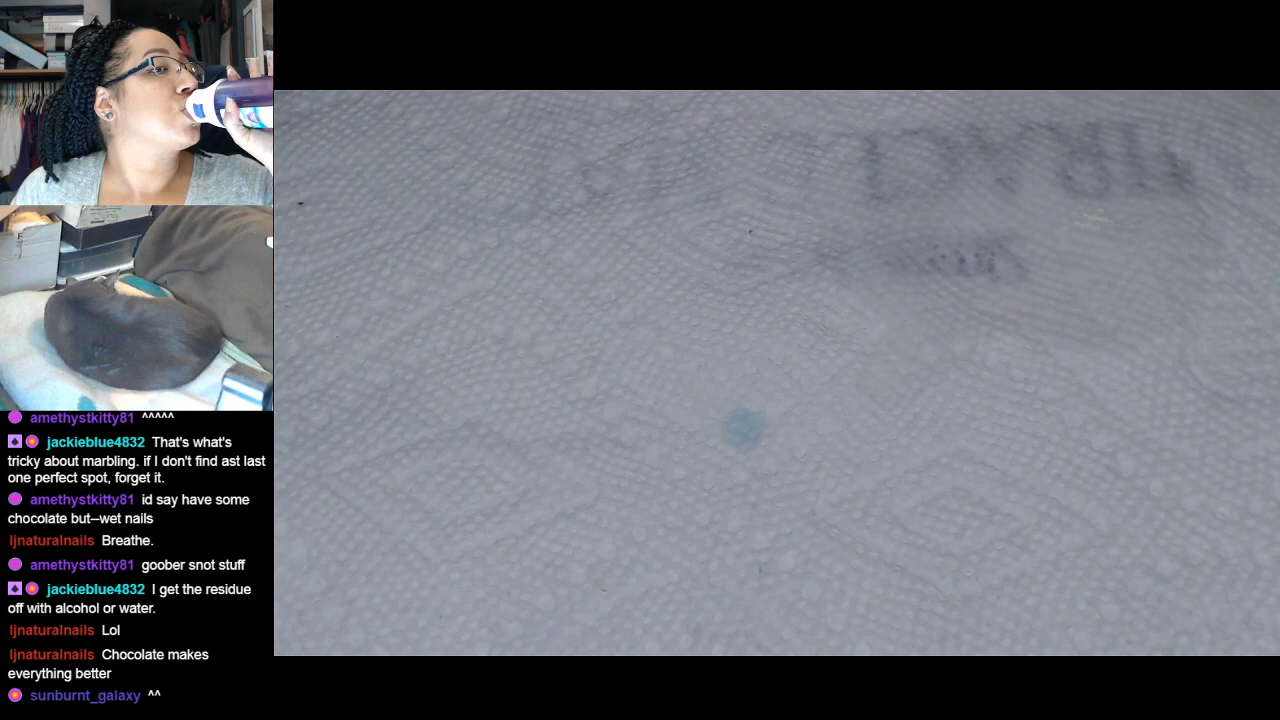 amethystkitty81 ^^^^^
jackieblue4832 That's what's
tricky about marbling. if I don't find ast last
one perfect spot, forget it.
amethystkitty81 id say have some
chocolate but--wet nails
ljnaturalnails Breathe.
amethystkitty81 goober snot stuff
jackieblue4832 I get the residue
off with alcohol or water.
ljnaturalnails Lol
ljnaturalnails Chocolate makes
everything better
sunburnt_galaxy ^^